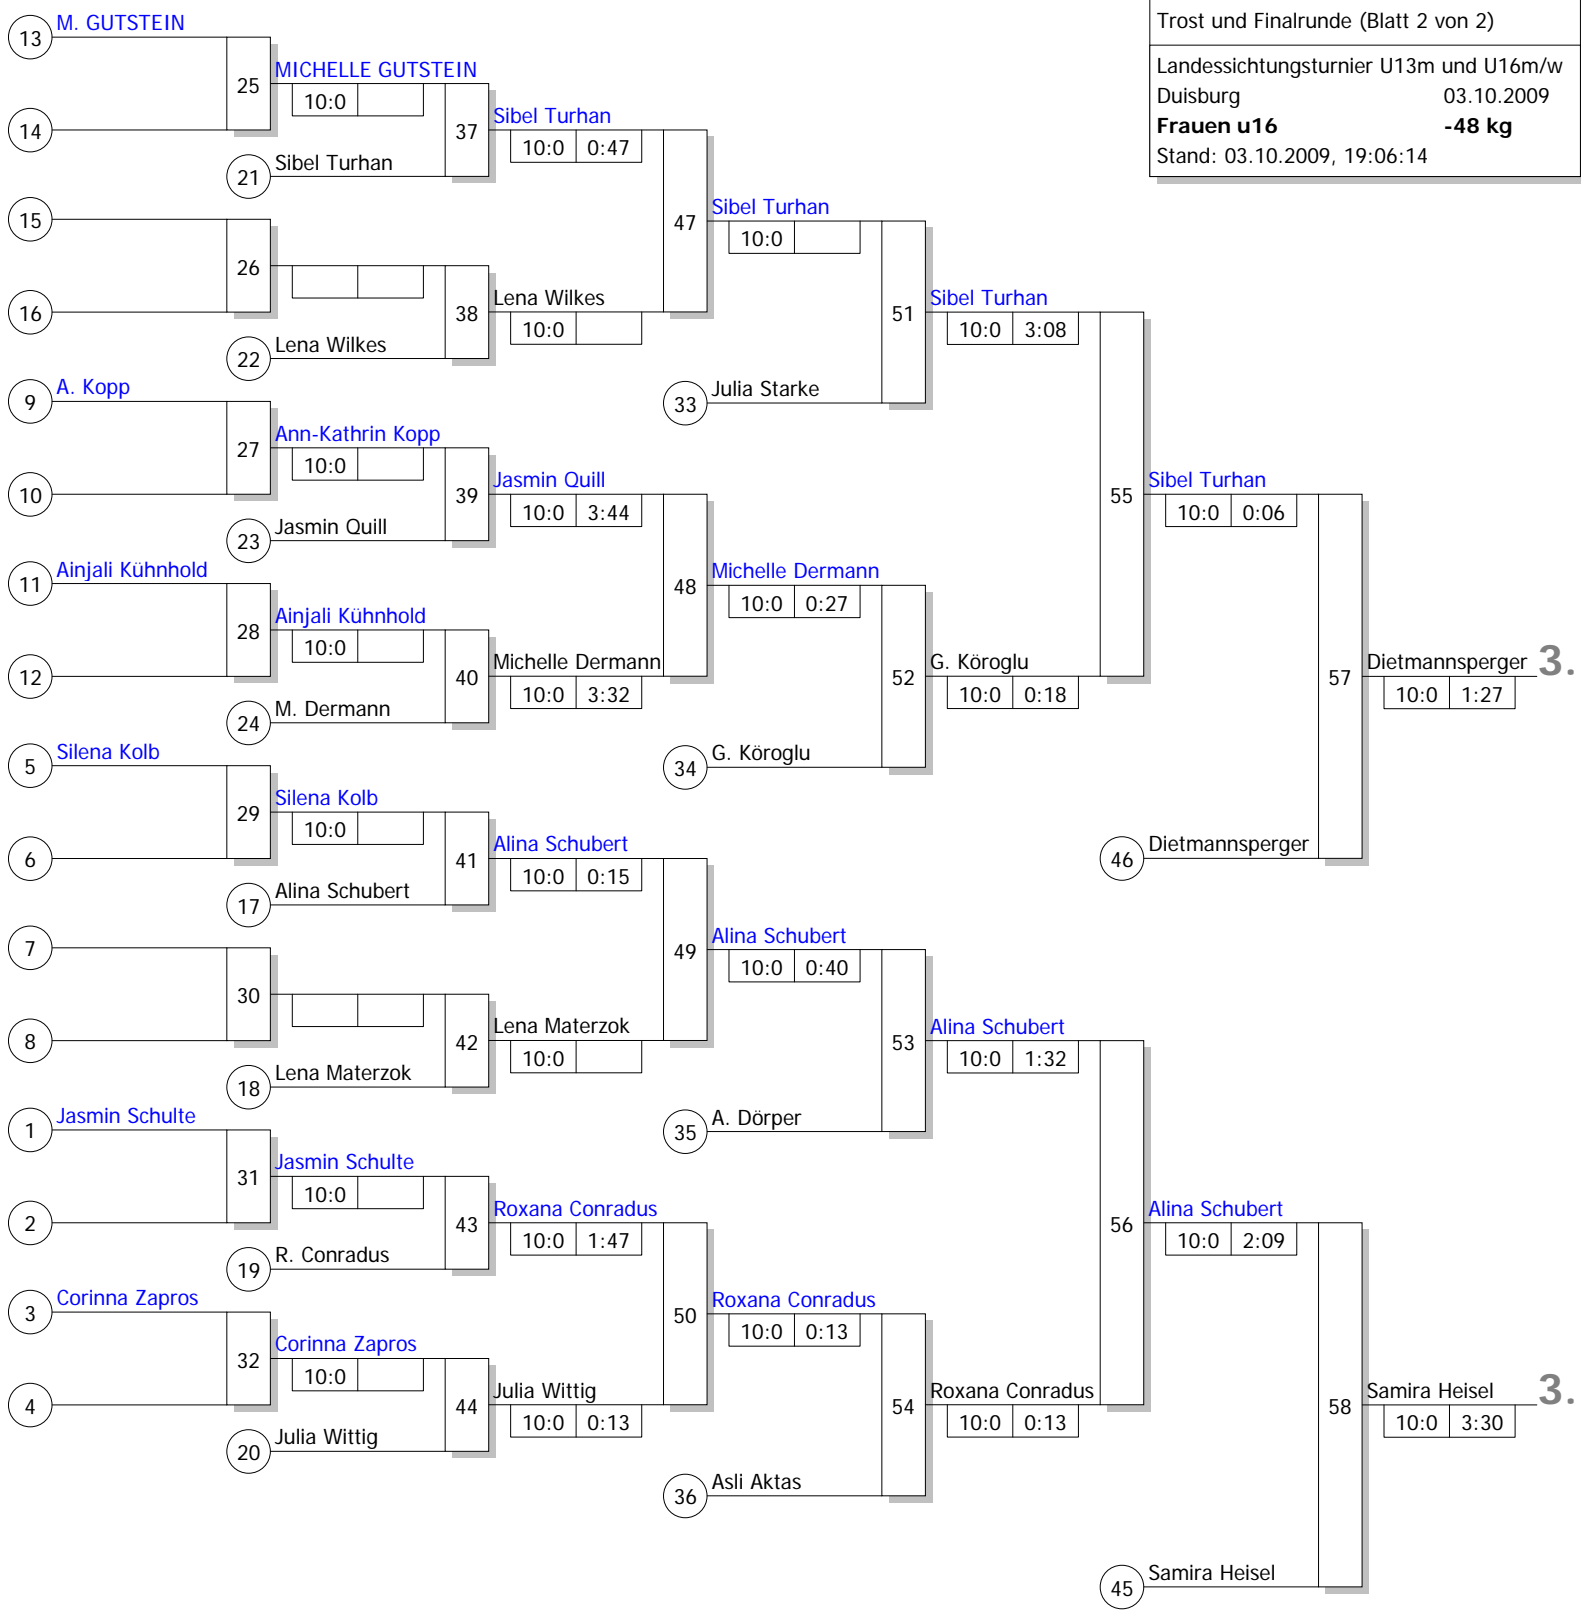 Trost und Finalrunde (Blatt 2 von 2)
Landessichtungsturnier U13m und U16m/w
Duisburg 03.10.2009
Frauen u16 -48 kg
Stand: 03.10.2009, 19:06:14
13 M. GUTSTEIN
14
25 MICHELLE GUTSTEIN
10:0
21 Sibel Turhan
37 Sibel Turhan
10:0 0:47
15
16
26
22 Lena Wilkes
38 Lena Wilkes
10:0
47 Sibel Turhan
10:0
33 Julia Starke
51 Sibel Turhan
10:0 3:08
9 A. Kopp
10
27 Ann-Kathrin Kopp
10:0
23 Jasmin Quill
39 Jasmin Quill
10:0 3:44
11 Ainjali Kühnhold
12
28 Ainjali Kühnhold
10:0
24 M. Dermann
40 Michelle Dermann
10:0 3:32
48 Michelle Dermann
10:0 0:27
34 G. Köroglu
52 G. Köroglu
10:0 0:18
55 Sibel Turhan
10:0 0:06
46 Dietmannsperger
57 Dietmannsperger 3.
10:0 1:27
5 Silena Kolb
6
29 Silena Kolb
10:0
17 Alina Schubert
41 Alina Schubert
10:0 0:15
7
8
30
18 Lena Materzok
42 Lena Materzok
10:0
49 Alina Schubert
10:0 0:40
35 A. Dörper
53 Alina Schubert
10:0 1:32
1 Jasmin Schulte
2
31 Jasmin Schulte
10:0
19 R. Conradus
43 Roxana Conradus
10:0 1:47
3 Corinna Zapros
4
32 Corinna Zapros
10:0
20 Julia Wittig
44 Julia Wittig
10:0 0:13
50 Roxana Conradus
10:0 0:13
36 Asli Aktas
54 Roxana Conradus
10:0 0:13
56 Alina Schubert
10:0 2:09
45 Samira Heisel
58 Samira Heisel 3.
10:0 3:30